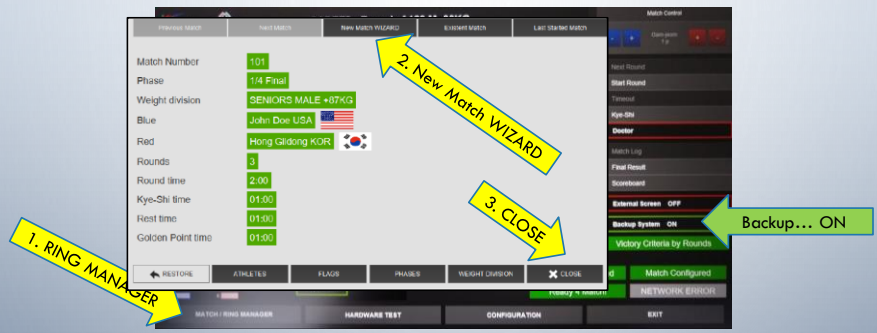 Match Control
Previous Match
Next Match
New Match WIZARD
Existent Match
Last Started Match
Match Number
101
Phase
1/4 Final
Weight division
SENIORS MALE +87KG
Blue
John Doe USA
Red
Hong Gildong KOR
Rounds
3
Round time
2:00
Kye-Shi time
01:00
Rest time
01:00
Golden Point time
01:00
RESTORE
ATHLETES
FLAGS
PHASES
WEIGHT DIVISION
CLOSE
1. RING MANAGER
2. New Match WIZARD
3. CLOSE
Next Round
Start Round
Timeout
Kye-Shi
Doctor
Match Log
Final Result
Scoreboard
External Screen OFF
Backup System ON
Backup... ON
Victory Criteria by Rounds
Match Configured
Ready 4 Match!
NETWORK ERROR
MATCH / RING MANAGER
HARDWARE TEST
CONFIGURATION
EXIT